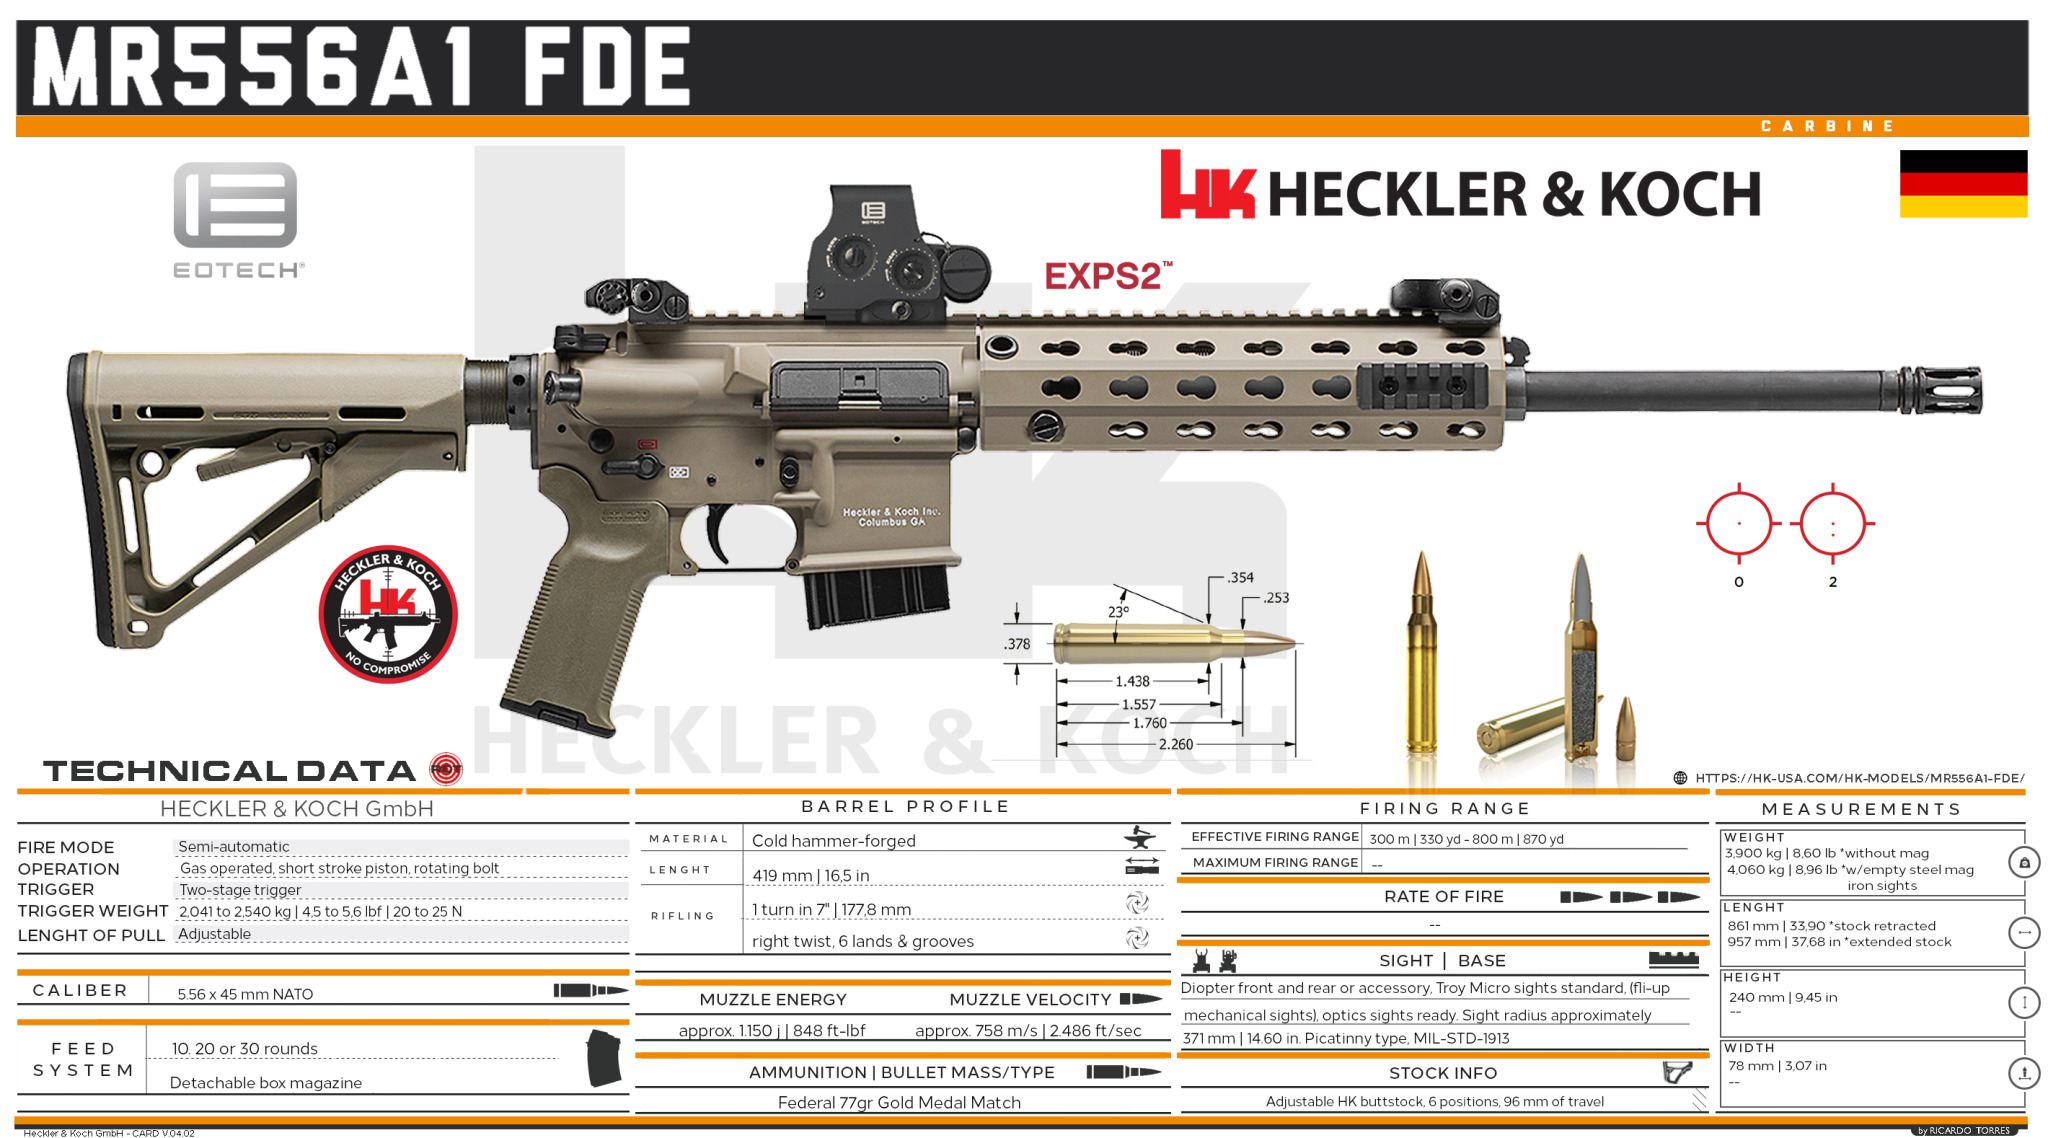 MR556A1 FDE
CARBINE
EOTECH®
HK HECKLER & KOCH
EOTECH
EXPS2™
Heckler & Koch Inc.
Columbus GA
HECKLER & KOCH
HK
NO COMPROMISE
0
2
.354
.253
23°
.378
1.438
1.557
1.760
2.260
HECKLER & KOCH
TECHNICAL DATA
HTTPS://HK-USA.COM/HK-MODELS/MR556A1-FDE/
HECKLER & KOCH GmbH
FIRE MODE Semi-automatic
OPERATION Gas operated, short stroke piston, rotating bolt
TRIGGER Two-stage trigger
TRIGGER WEIGHT 2,041 to 2,540 kg | 4,5 to 5,6 lbf | 20 to 25 N
LENGHT OF PULL Adjustable
CALIBER 5.56 x 45 mm NATO
FEED SYSTEM
10. 20 or 30 rounds
Detachable box magazine
BARREL PROFILE
MATERIAL Cold hammer-forged
LENGHT 419 mm | 16,5 in
RIFLING
1 turn in 7" | 177,8 mm
right twist, 6 lands & grooves
MUZZLE ENERGY MUZZLE VELOCITY
approx. 1.150 j | 848 ft-lbf approx. 758 m/s | 2.486 ft/sec
AMMUNITION | BULLET MASS/TYPE
Federal 77gr Gold Medal Match
FIRING RANGE
EFFECTIVE FIRING RANGE 300 m | 330 yd - 800 m | 870 yd
MAXIMUM FIRING RANGE --
RATE OF FIRE
--
SIGHT | BASE
Diopter front and rear or accessory, Troy Micro sights standard, (fli-up
mechanical sights), optics sights ready. Sight radius approximately
371 mm | 14.60 in. Picatinny type, MIL-STD-1913
STOCK INFO
Adjustable HK buttstock, 6 positions, 96 mm of travel
MEASUREMENTS
WEIGHT
3,900 kg | 8,60 lb *without mag
4,060 kg | 8,96 lb *w/empty steel mag
iron sights
LENGHT
861 mm | 33,90 *stock retracted
957 mm | 37,68 in *extended stock
HEIGHT
240 mm | 9,45 in
--
WIDTH
78 mm | 3,07 in
--
Heckler & Koch GmbH - CARD V.04.02
by RICARDO TORRES